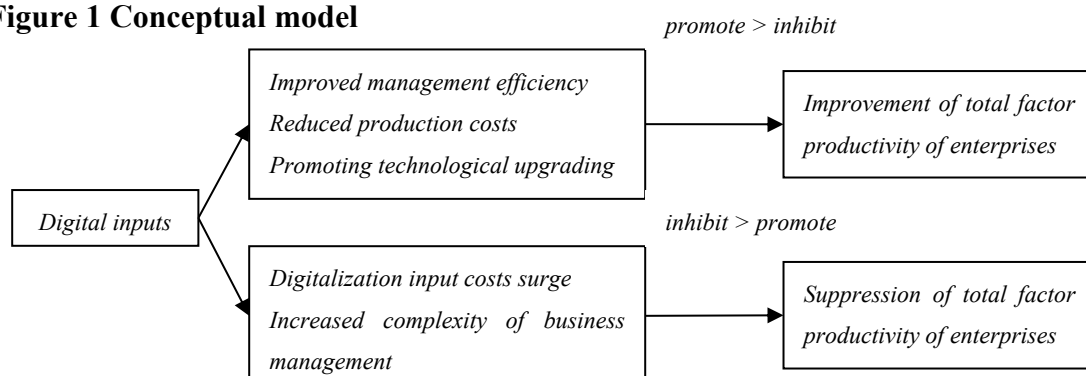 Figure 1 Conceptual model
promote > inhibit
Improved management efficiency
Reduced production costs
Promoting technological upgrading
Improvement of total factor
productivity of enterprises
Digital inputs
inhibit > promote
Digitalization input costs surge
Increased complexity of business
management
Suppression of total factor
productivity of enterprises